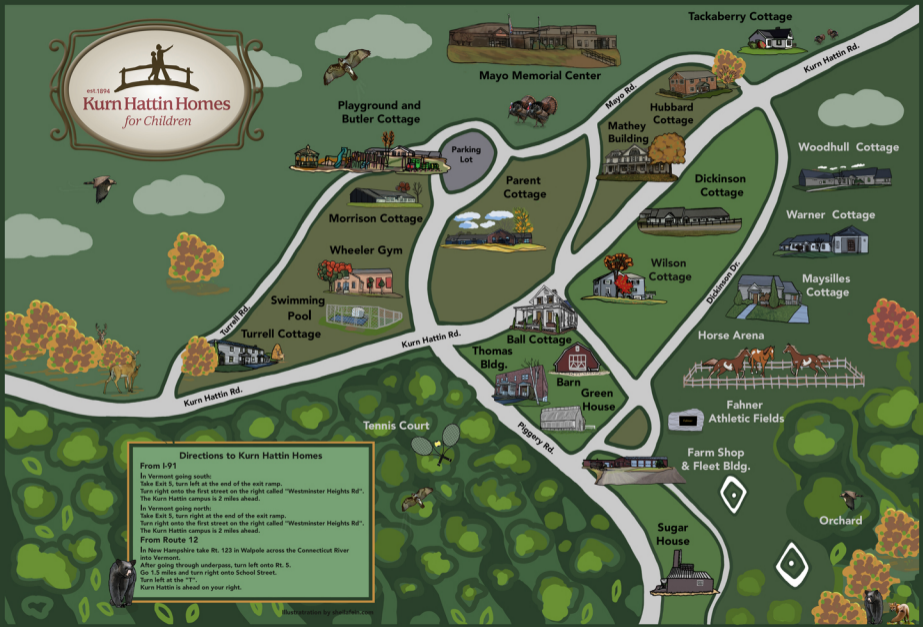 Tackaberry Cottage
Kurn Hattin Rd.
Mayo Memorial Center
est.1894
Kurn Hattin Homes
for Children
Playground and
Butler Cottage
Mayo Rd.
Hubbard
Cottage
Mathey
Building
Parking
Lot
Woodhull Cottage
Parent
Cottage
Dickinson
Cottage
Morrison Cottage
Warner Cottage
Wheeler Gym
Wilson
Cottage
Dickinson Dr.
Maysilles
Cottage
Swimming
Pool
Turrell Rd.
Turrell Cottage
Kurn Hattin Rd.
Ball Cottage
Horse Arena
Thomas
Bldg.
Barn
Green
House
Kurn Hattin Rd.
Fahner
Athletic Fields
Tennis Court
Piggery Rd.
Farm Shop
& Fleet Bldg.
Directions to Kurn Hattin Homes
From I-91
In Vermont going south:
Take Exit 5, turn left at the end of the exit ramp.
Turn right onto the first street on the right called "Westminster Heights Rd".
The Kurn Hattin campus is 2 miles ahead.
In Vermont going north:
Take Exit 5, turn right at the end of the exit ramp.
Turn right onto the first street on the right called "Westminster Heights Rd".
The Kurn Hattin campus is 2 miles ahead.
From Route 12
In New Hampshire take Rt. 123 in Walpole across the Connecticut River
into Vermont.
After going through underpass, turn left onto Rt. 5.
Go 1.5 miles and turn right onto School Street.
Turn left at the "T".
Kurn Hattin is ahead on your right.
Orchard
Sugar
House
Illustration by